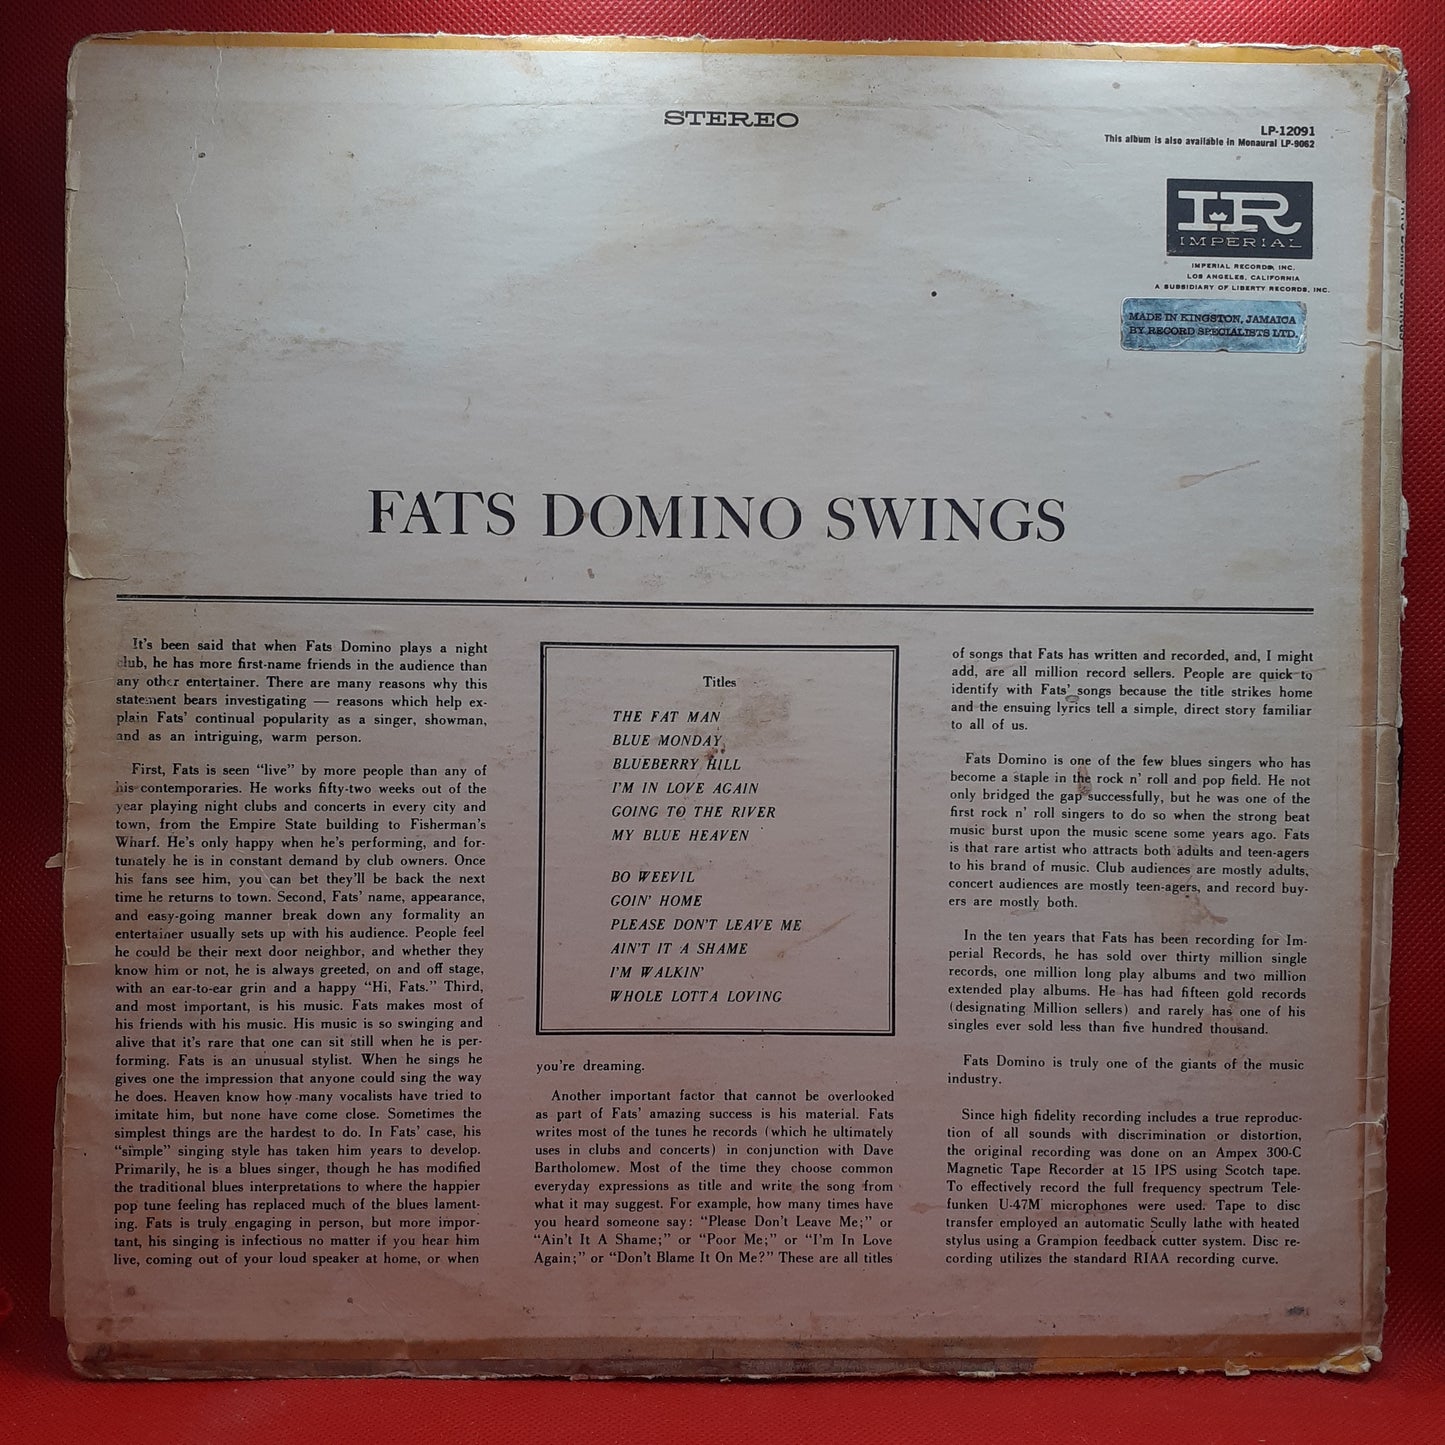 STEREO
LP-12091
This album is also available in Monaural LP-9062
IR
IMPERIAL
IMPERIAL RECORDS, INC.
LOS ANGELES, CALIFORNIA
A SUBSIDIARY OF LIBERTY RECORDS, INC.
MADE IN KINGSTON, JAMAICA
BY RECORD SPECIALISTS LTD.
FATS DOMINO SWINGS
It's been said that when Fats Domino plays a night
club, he has more first-name friends in the audience than
any other entertainer. There are many reasons why this
statement bears investigating — reasons which help ex-
plain Fats' continual popularity as a singer, showman,
and as an intriguing, warm person.
First, Fats is seen "live" by more people than any of
his contemporaries. He works fifty-two weeks out of the
year playing night clubs and concerts in every city and
town, from the Empire State building to Fisherman's
Wharf. He's only happy when he's performing, and for-
tunately he is in constant demand by club owners. Once
his fans see him, you can bet they'll be back the next
time he returns to town. Second, Fats' name, appearance,
and easy-going manner break down any formality an
entertainer usually sets up with his audience. People feel
he could be their next door neighbor, and whether they
know him or not, he is always greeted, on and off stage,
with an ear-to-ear grin and a happy "Hi, Fats." Third,
and most important, is his music. Fats makes most of
his friends with his music. His music is so swinging and
alive that it's rare that one can sit still when he is per-
forming. Fats is an unusual stylist. When he sings he
gives one the impression that anyone could sing the way
he does. Heaven know how many vocalists have tried to
imitate him, but none have come close. Sometimes the
simplest things are the hardest to do. In Fats' case, his
"simple" singing style has taken him years to develop.
Primarily, he is a blues singer, though he has modified
the traditional blues interpretations to where the happier
pop tune feeling has replaced much of the blues lament-
ing. Fats is truly engaging in person, but more impor-
tant, his singing is infectious no matter if you hear him
live, coming out of your loud speaker at home, or when
Titles
THE FAT MAN
BLUE MONDAY
BLUEBERRY HILL
I'M IN LOVE AGAIN
GOING TO THE RIVER
MY BLUE HEAVEN
BO WEEVIL
GOIN' HOME
PLEASE DON'T LEAVE ME
AIN'T IT A SHAME
I'M WALKIN'
WHOLE LOTTA LOVING
you're dreaming.
Another important factor that cannot be overlooked
as part of Fats' amazing success is his material. Fats
writes most of the tunes he records (which he ultimately
uses in clubs and concerts) in conjunction with Dave
Bartholomew. Most of the time they choose common
everyday expressions as title and write the song from
what it may suggest. For example, how many times have
you heard someone say: "Please Don't Leave Me;" or
"Ain't It A Shame;" or "Poor Me;" or "I'm In Love
Again;" or "Don't Blame It On Me?" These are all titles
of songs that Fats has written and recorded, and, I might
add, are all million record sellers. People are quick to
identify with Fats' songs because the title strikes home
and the ensuing lyrics tell a simple, direct story familiar
to all of us.
Fats Domino is one of the few blues singers who has
become a staple in the rock n' roll and pop field. He not
only bridged the gap successfully, but he was one of the
first rock n' roll singers to do so when the strong beat
music burst upon the music scene some years ago. Fats
is that rare artist who attracts both adults and teen-agers
to his brand of music. Club audiences are mostly adults,
concert audiences are mostly teen-agers, and record buy-
ers are mostly both.
In the ten years that Fats has been recording for Im-
perial Records, he has sold over thirty million single
records, one million long play albums and two million
extended play albums. He has had fifteen gold records
(designating Million sellers) and rarely has one of his
singles ever sold less than five hundred thousand.
Fats Domino is truly one of the giants of the music
industry.
Since high fidelity recording includes a true reproduc-
tion of all sounds with discrimination or distortion,
the original recording was done on an Ampex 300-C
Magnetic Tape Recorder at 15 IPS using Scotch tape.
To effectively record the full frequency spectrum Tele-
funken U-47M microphones were used. Tape to disc
transfer employed an automatic Scully lathe with heated
stylus using a Grampion feedback cutter system. Disc re-
cording utilizes the standard RIAA recording curve.